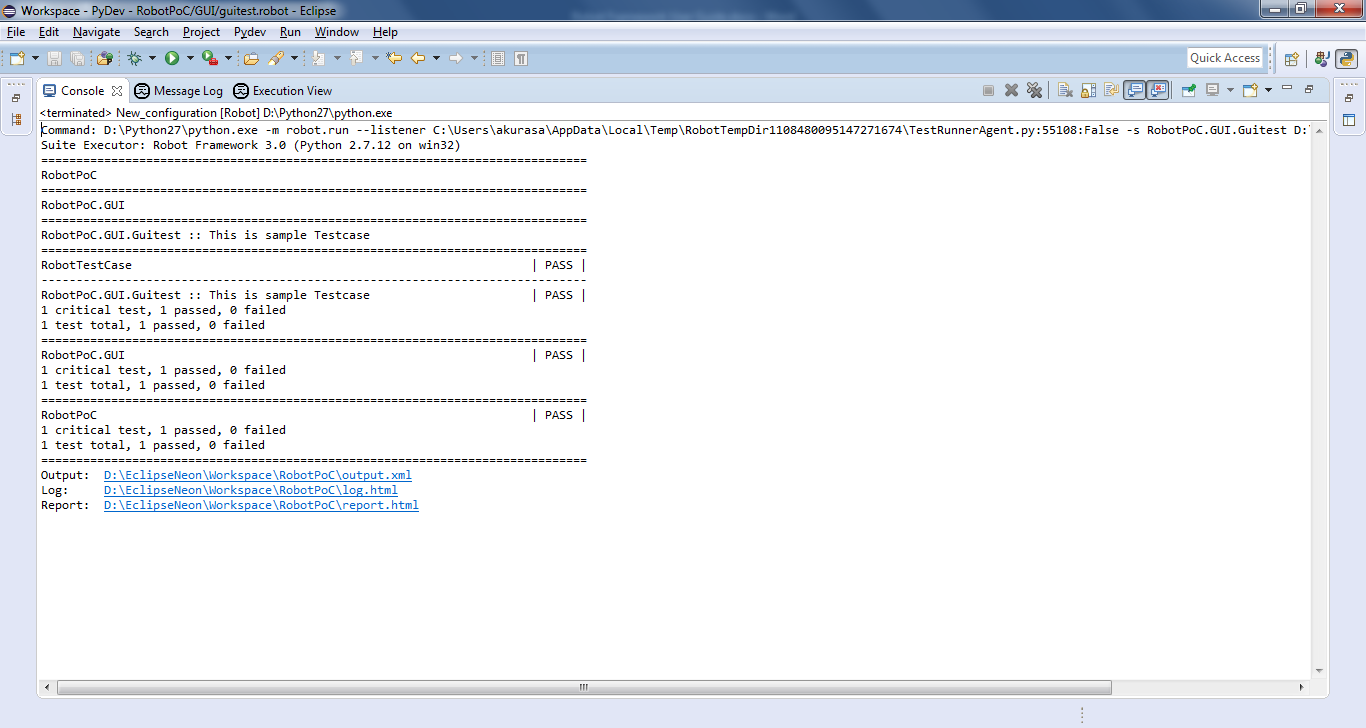 Workspace - PyDev - RobotPoC/GUI/guitest.robot - Eclipse
File Edit Navigate Search Project Pydev Run Window Help
Quick Access
Console Message Log Execution View
<terminated> New_configuration [Robot] D:\Python27\python.exe
Command: D:\Python27\python.exe -m robot.run --listener C:\Users\akurasa\AppData\Local\Temp\RobotTempDir1108480095147271674\TestRunnerAgent.py:55108:False -s RobotPoC.GUI.Guitest D:
Suite Executor: Robot Framework 3.0 (Python 2.7.12 on win32)
==============================================================================
RobotPoC
==============================================================================
RobotPoC.GUI
==============================================================================
RobotPoC.GUI.Guitest :: This is sample Testcase
==============================================================================
RobotTestCase | PASS |
------------------------------------------------------------------------------
RobotPoC.GUI.Guitest :: This is sample Testcase | PASS |
1 critical test, 1 passed, 0 failed
1 test total, 1 passed, 0 failed
==============================================================================
RobotPoC.GUI | PASS |
1 critical test, 1 passed, 0 failed
1 test total, 1 passed, 0 failed
==============================================================================
RobotPoC | PASS |
1 critical test, 1 passed, 0 failed
1 test total, 1 passed, 0 failed
==============================================================================
Output: D:\EclipseNeon\Workspace\RobotPoC\output.xml
Log: D:\EclipseNeon\Workspace\RobotPoC\log.html
Report: D:\EclipseNeon\Workspace\RobotPoC\report.html